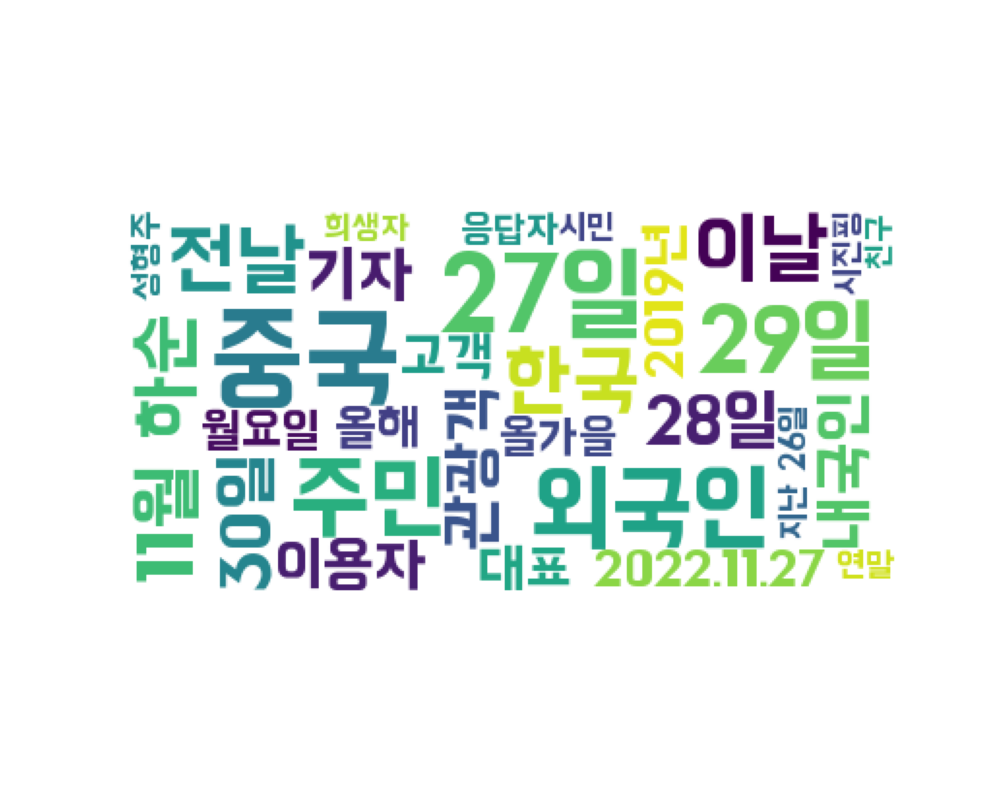 성형주
전날
희생자
기자
응답자
시민
27일
2019년
이날
시진핑
친구
하순
중국
고객
한국
29일
월요일
올해
관광객
올가을
28일
지난 26일
내국인
11월
30일
주민
외국인
이용자
대표
2022.11.27
연말